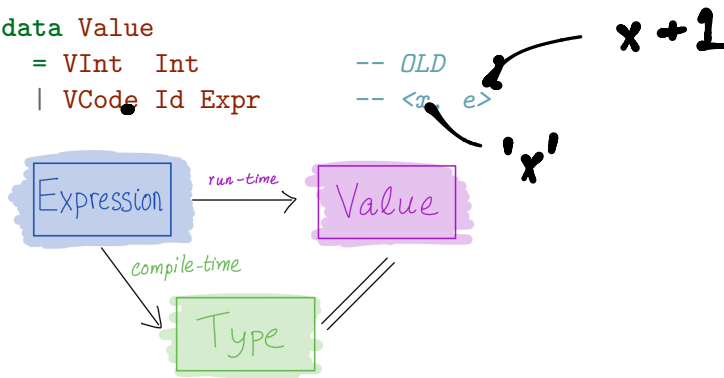 data Value
x + 1
= VInt Int -- OLD
| VCode Id Expr -- <x, e>
'x'
Expression
run-time
Value
compile-time
Type